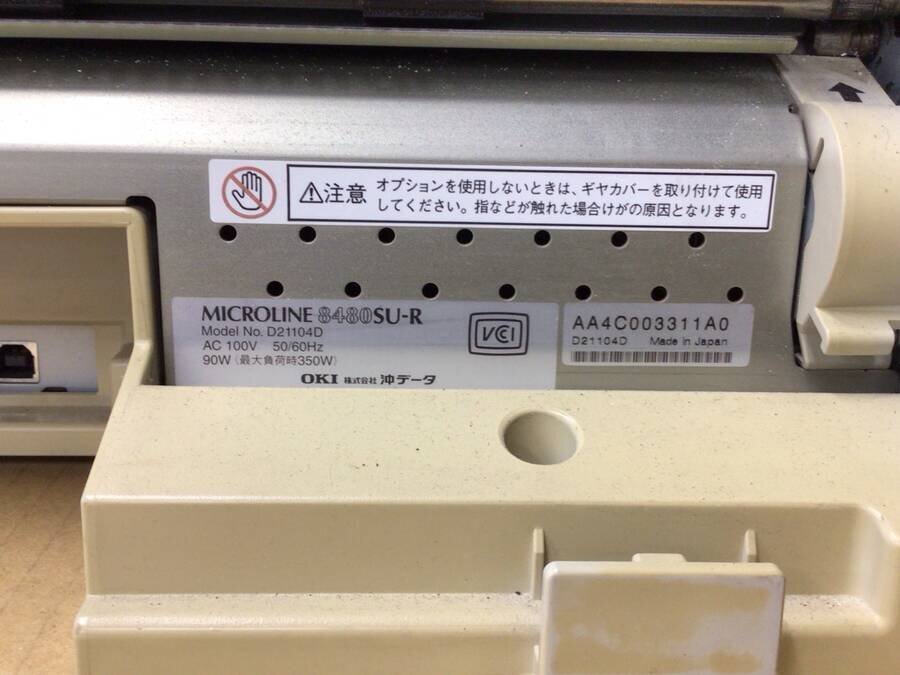 ⚠注意 オプションを使用しないときは、ギヤカバーを取り付けて使用
してください。指などが触れた場合けがの原因となります。
MICROLINE 8480SU-R
Model No. D21104D
AC 100V 50/60Hz
90W (最大負荷時350W)
OKI 株式会社 沖データ
VCI
AA4C003311A0
D21104D Made in Japan